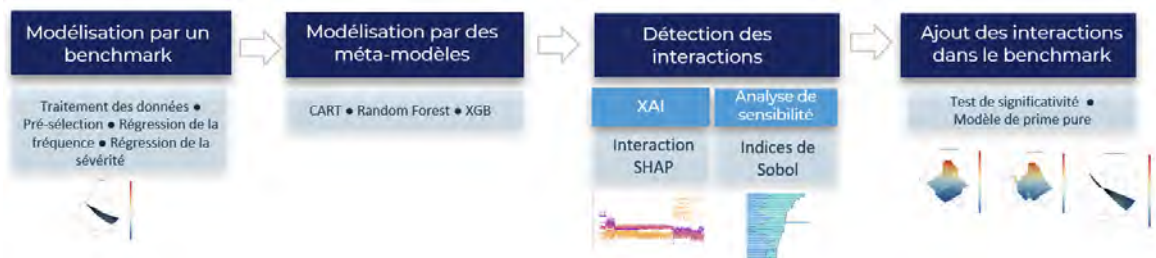 Modélisation par un
benchmark
Traitement des données ●
Pré-sélection ● Régression de la
fréquence ● Régression de la
sévérité
Modélisation par des
méta-modèles
CART ● Random Forest ● XGB
Détection des
interactions
XAI
Interaction
SHAP
Analyse de
sensibilité
Indices de
Sobol
Ajout des interactions
dans le benchmark
Test de significativité ●
Modèle de prime pure